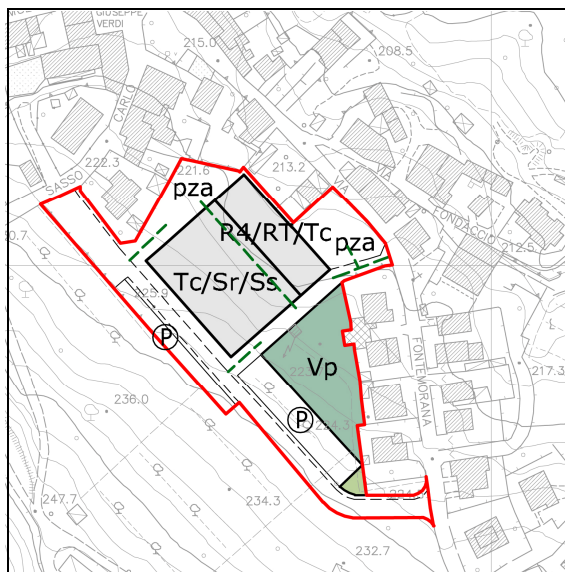 GIUSEPPE
VERDI
215.0
208.5
CARLO
222.3
221.6
213.2
SASSO
pza
VIA
R4/RT/Tc
pza
FONDACCIO
212.5
Tc/Sr/Ss
P
FONTEMORANA
Vp
217.3
236.0
P
234.3
247.7
232.7